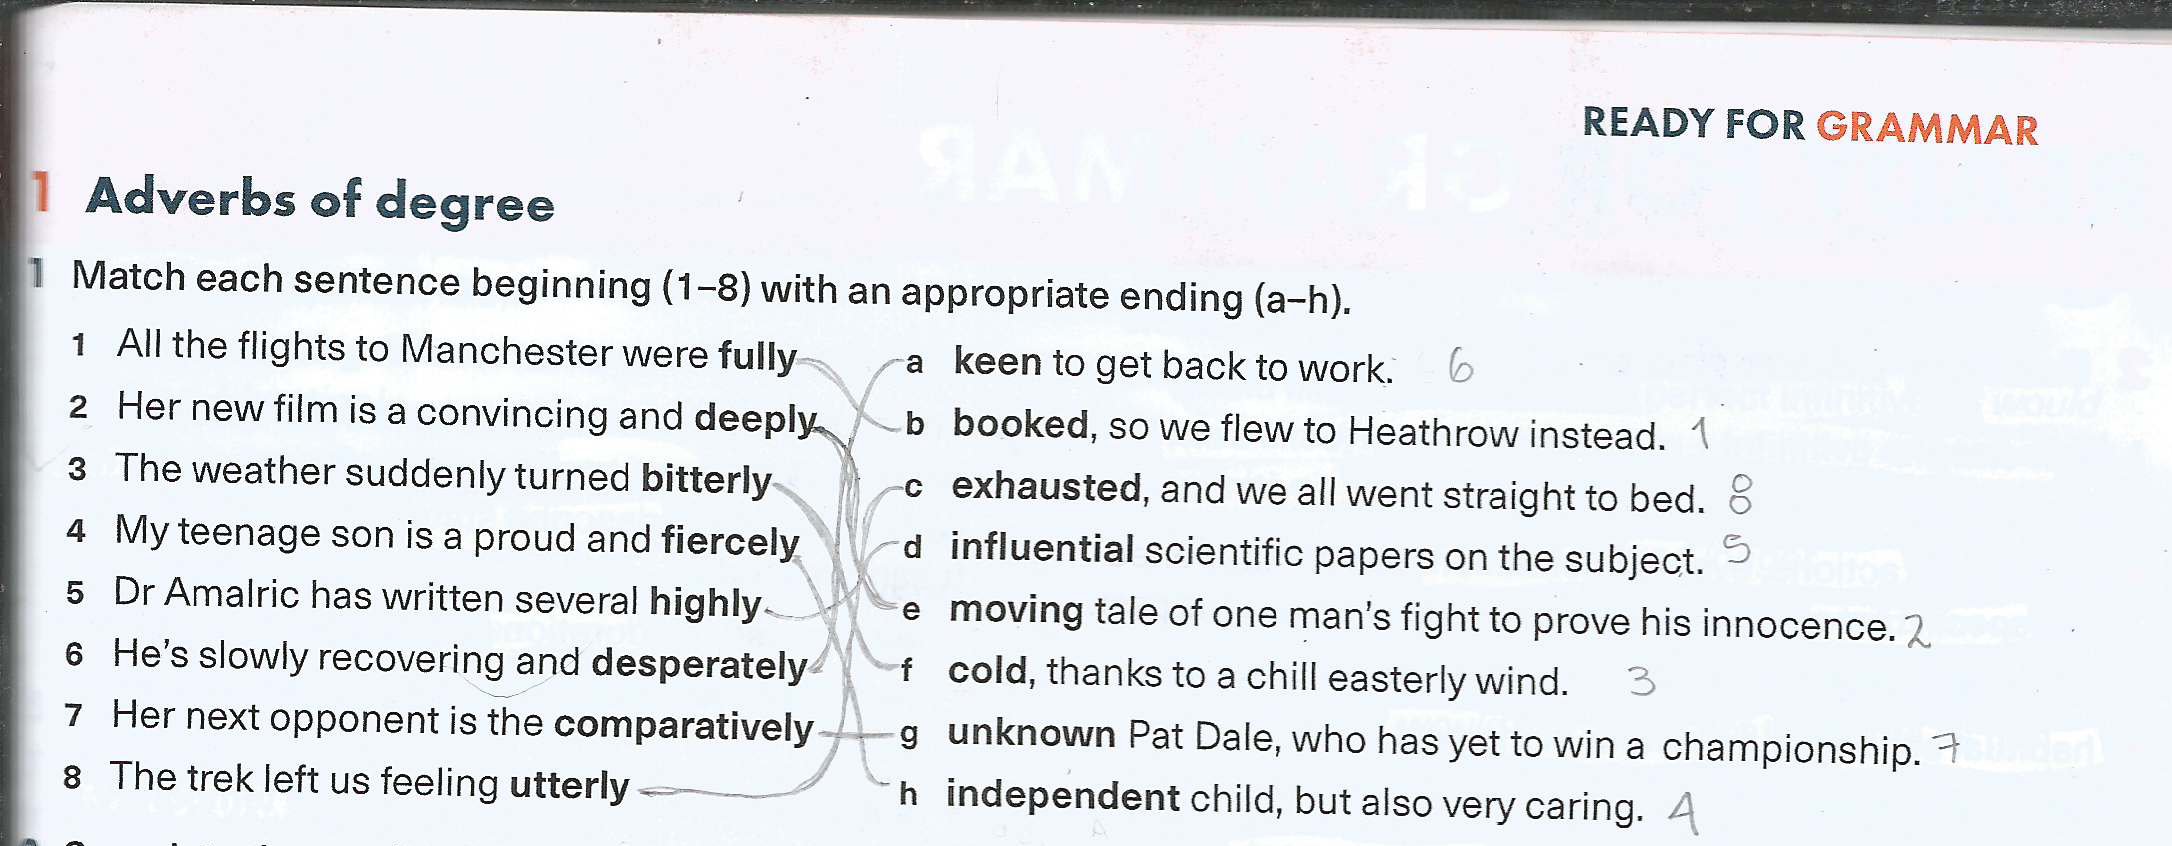 READY FOR GRAMMAR
1 Adverbs of degree
1 Match each sentence beginning (1–8) with an appropriate ending (a–h).
1 All the flights to Manchester were fully
2 Her new film is a convincing and deeply
3 The weather suddenly turned bitterly
4 My teenage son is a proud and fiercely
5 Dr Amalric has written several highly
6 He's slowly recovering and desperately
7 Her next opponent is the comparatively
8 The trek left us feeling utterly
a keen to get back to work. 6
b booked, so we flew to Heathrow instead. 1
c exhausted, and we all went straight to bed. 8
d influential scientific papers on the subject. 5
e moving tale of one man's fight to prove his innocence. 2
f cold, thanks to a chill easterly wind. 3
g unknown Pat Dale, who has yet to win a championship. 7
h independent child, but also very caring. 4